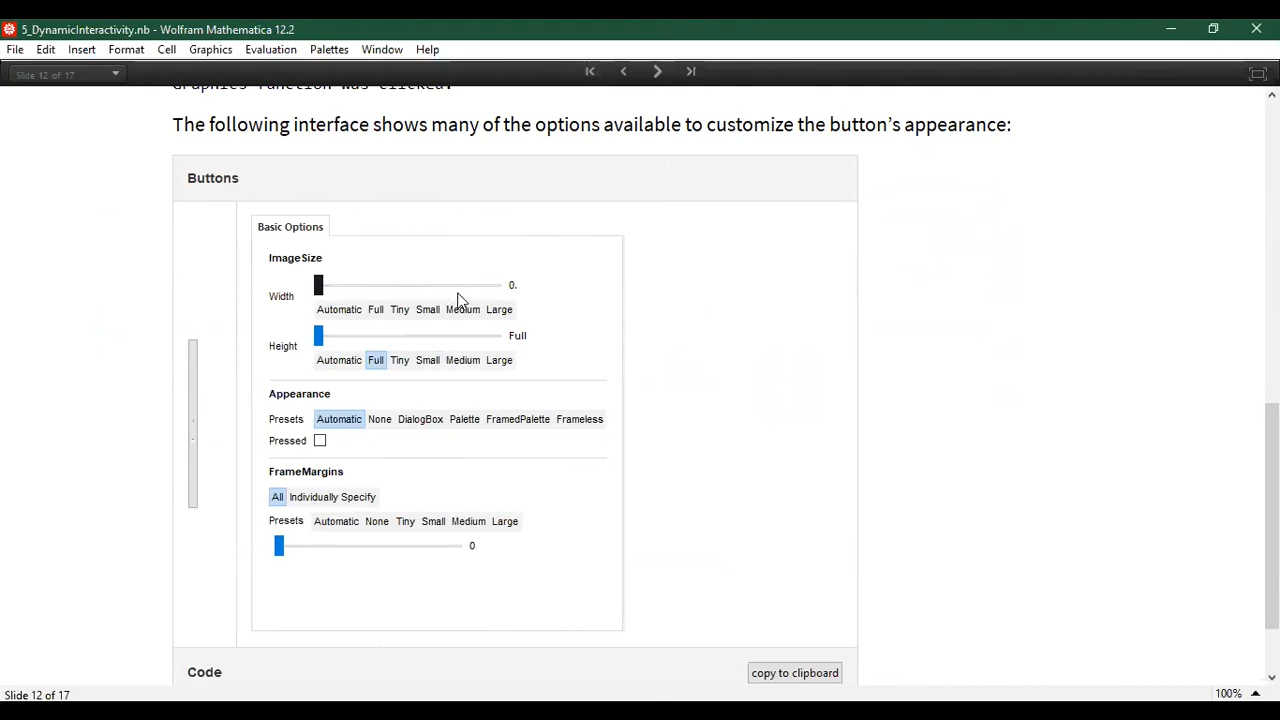 5_DynamicInteractivity.nb - Wolfram Mathematica 12.2
File Edit Insert Format Cell Graphics Evaluation Palettes Window Help
Slide 12 of 17
Graphics function was clicked.
The following interface shows many of the options available to customize the button's appearance:
Buttons
Basic Options
ImageSize
Width 0.
Automatic Full Tiny Small Medium Large
Height Full
Automatic Full Tiny Small Medium Large
Appearance
Presets Automatic None DialogBox Palette FramedPalette Frameless
Pressed
FrameMargins
All Individually Specify
Presets Automatic None Tiny Small Medium Large
0
Code copy to clipboard
Slide 12 of 17 100%